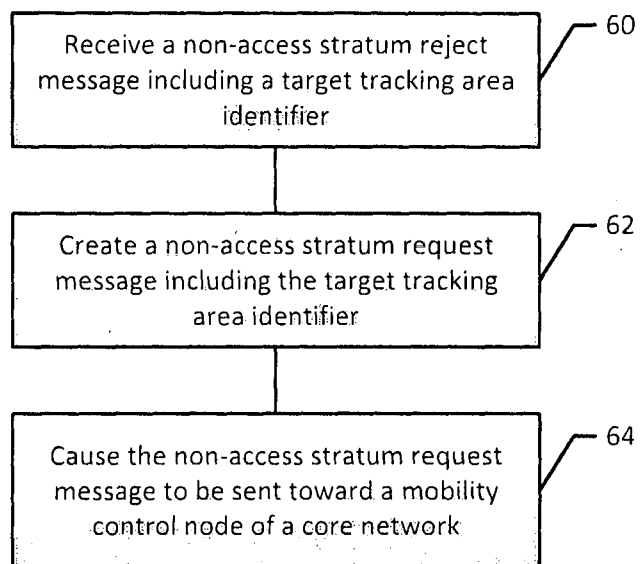 Receive a non-access stratum reject
message including a target tracking area
identifier
60
Create a non-access stratum request
message including the target tracking
area identifier
62
Cause the non-access stratum request
message to be sent toward a mobility
control node of a core network
64